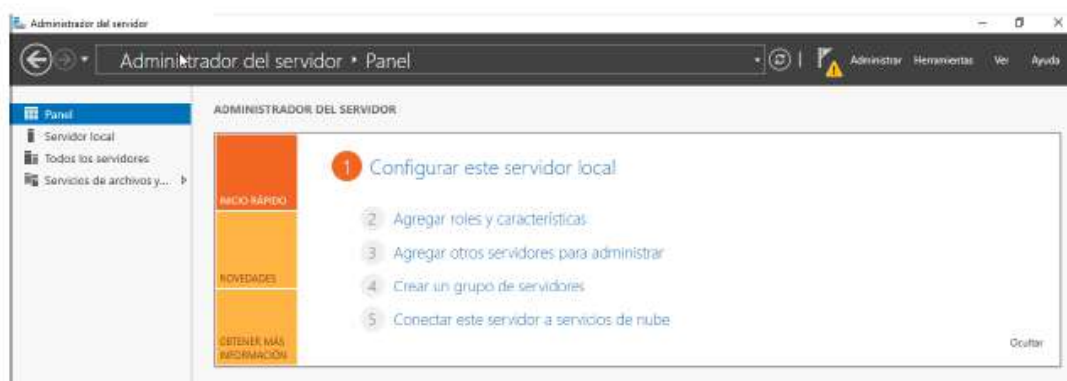 Administrador del servidor
Administrador del servidor • Panel
Administrar Herramientas Ver Ayuda
Panel
Servidor local
Todos los servidores
Servicios de archivos y...
ADMINISTRADOR DEL SERVIDOR
INICIO RÁPIDO
NOVEDADES
OBTENER MÁS
INFORMACIÓN
1 Configurar este servidor local
2 Agregar roles y características
3 Agregar otros servidores para administrar
4 Crear un grupo de servidores
5 Conectar este servidor a servicios de nube
Ocultar